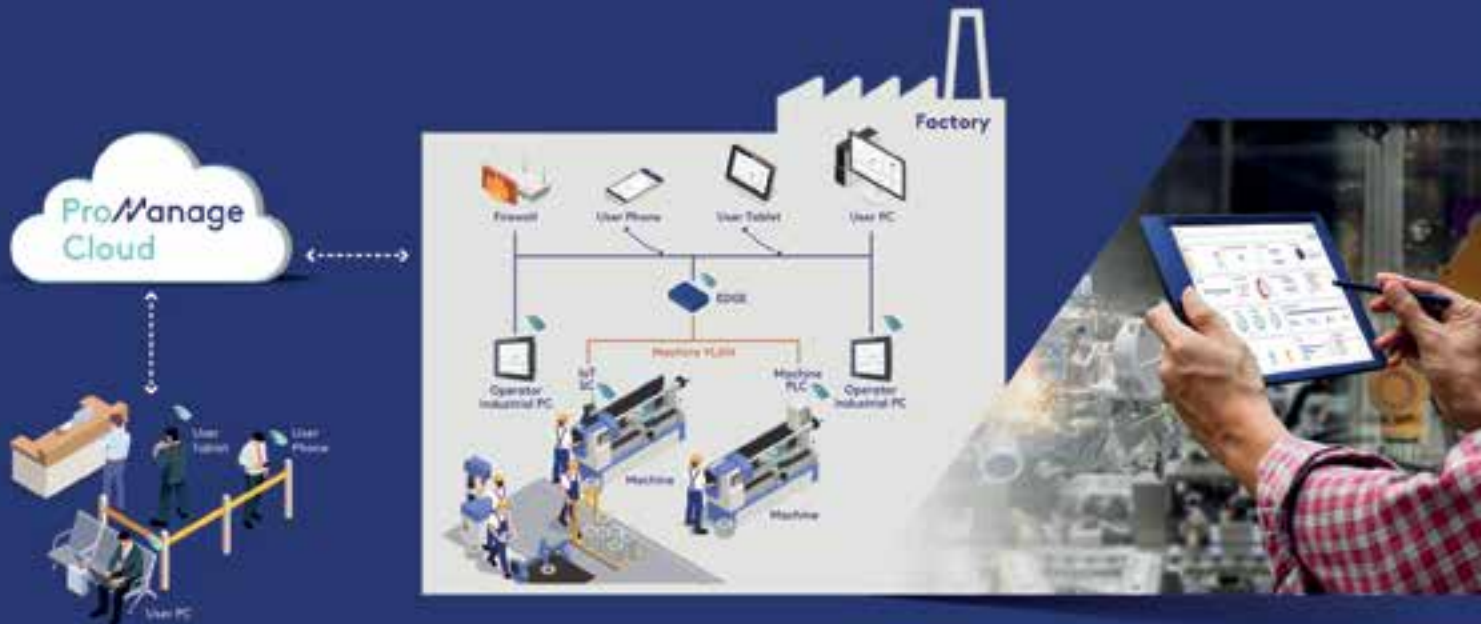 Factory
ProManage
Cloud
Firewall
User Phone
User Tablet
User PC
EDGE
Machine VLAN
IoT
SC
Machine
PLC
Operator
Industrial PC
Operator
Industrial PC
User
Tablet
User
Phone
Machine
Machine
User PC